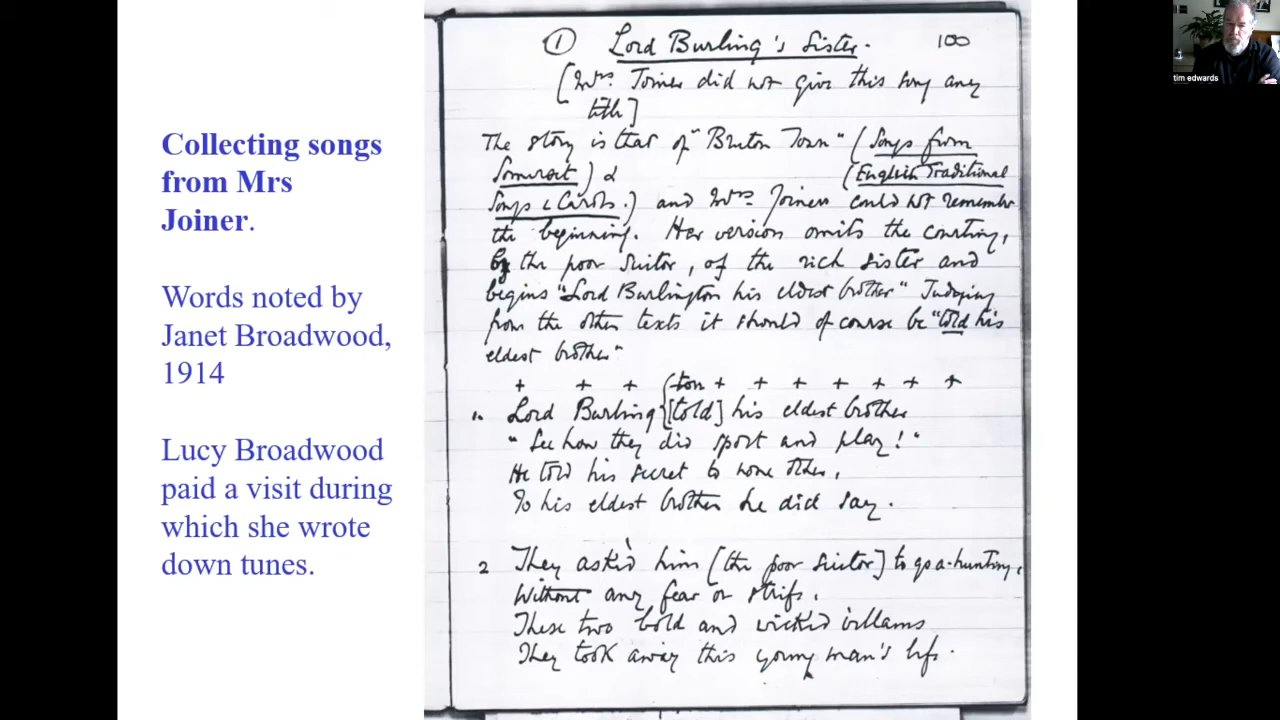 Collecting songs
from Mrs
Joiner.
Words noted by
Janet Broadwood,
1914
Lucy Broadwood
paid a visit during
which she wrote
down tunes.
① Lord Burling's Sister. 100
[Mrs. Joiner did not give this song any
title]
The story is that of "Bruton Town" (Songs from
Somerset) & (English Traditional
Songs & Carols.) and Mrs. Joiner could not remember
the beginning. Her version omits the courting,
by the poor suitor, of the rich sister and
begins "Lord Burlington his eldest brother" Judging
from the other texts it should of course be "told his
eldest brother"
+ + + {ton + + + + + + +
1. Lord Burling {[told] his eldest brother
"See how they did sport and play!"
He told his secret to none other,
To his eldest brother he did say.
2 They asked him [the poor suitor] to go a-hunting,
Without any fear or strife.
These two bold and wicked villams
They took away this young man's life.
tim edwards